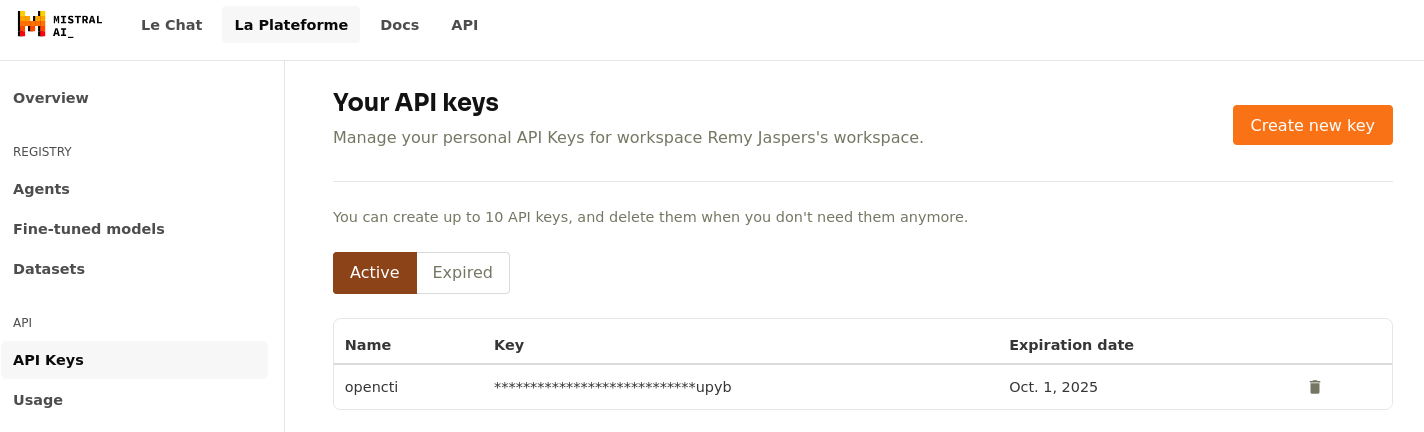 MISTRAL
AI_
Le Chat
La Plateforme
Docs
API
Overview
REGISTRY
Agents
Fine-tuned models
Datasets
API
API Keys
Usage
Your API keys
Manage your personal API Keys for workspace Remy Jaspers's workspace.
Create new key
You can create up to 10 API keys, and delete them when you don't need them anymore.
Active
Expired
Name
Key
Expiration date
opencti
****************************upyb
Oct. 1, 2025